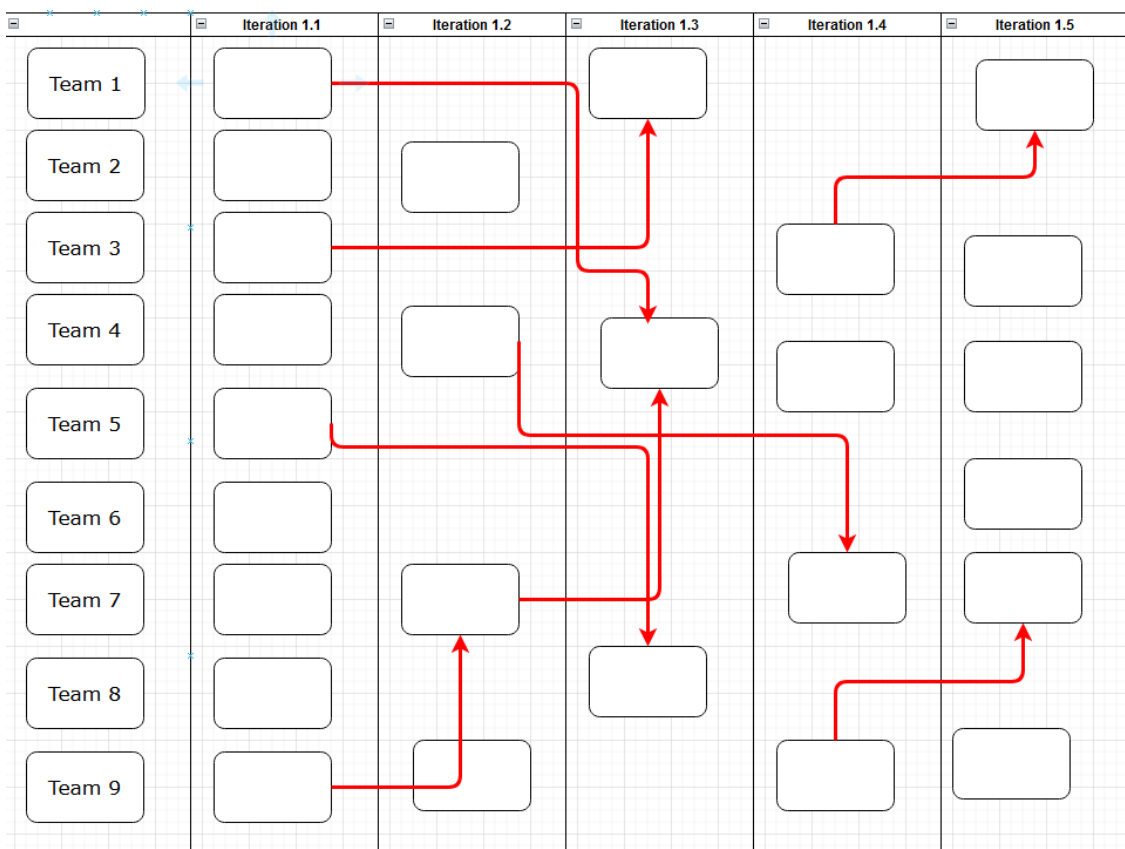 Iteration 1.1
Iteration 1.2
Iteration 1.3
Iteration 1.4
Iteration 1.5
Team 1
Team 2
Team 3
Team 4
Team 5
Team 6
Team 7
Team 8
Team 9